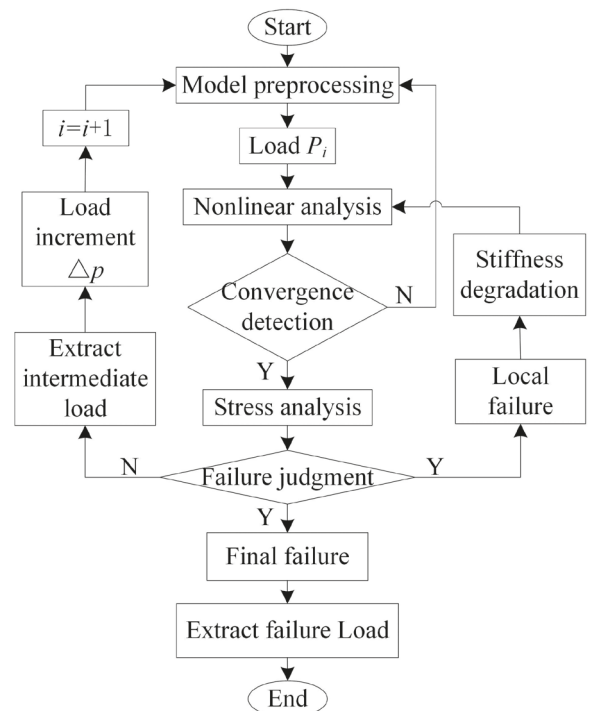 Start
Model preprocessing
i=i+1
Load Pi
Load
increment
△p
Nonlinear analysis
Stiffness
degradation
Convergence
detection
N
Y
Extract
intermediate
load
Stress analysis
Local
failure
N
Failure judgment
Y
Y
Final failure
Extract failure Load
End